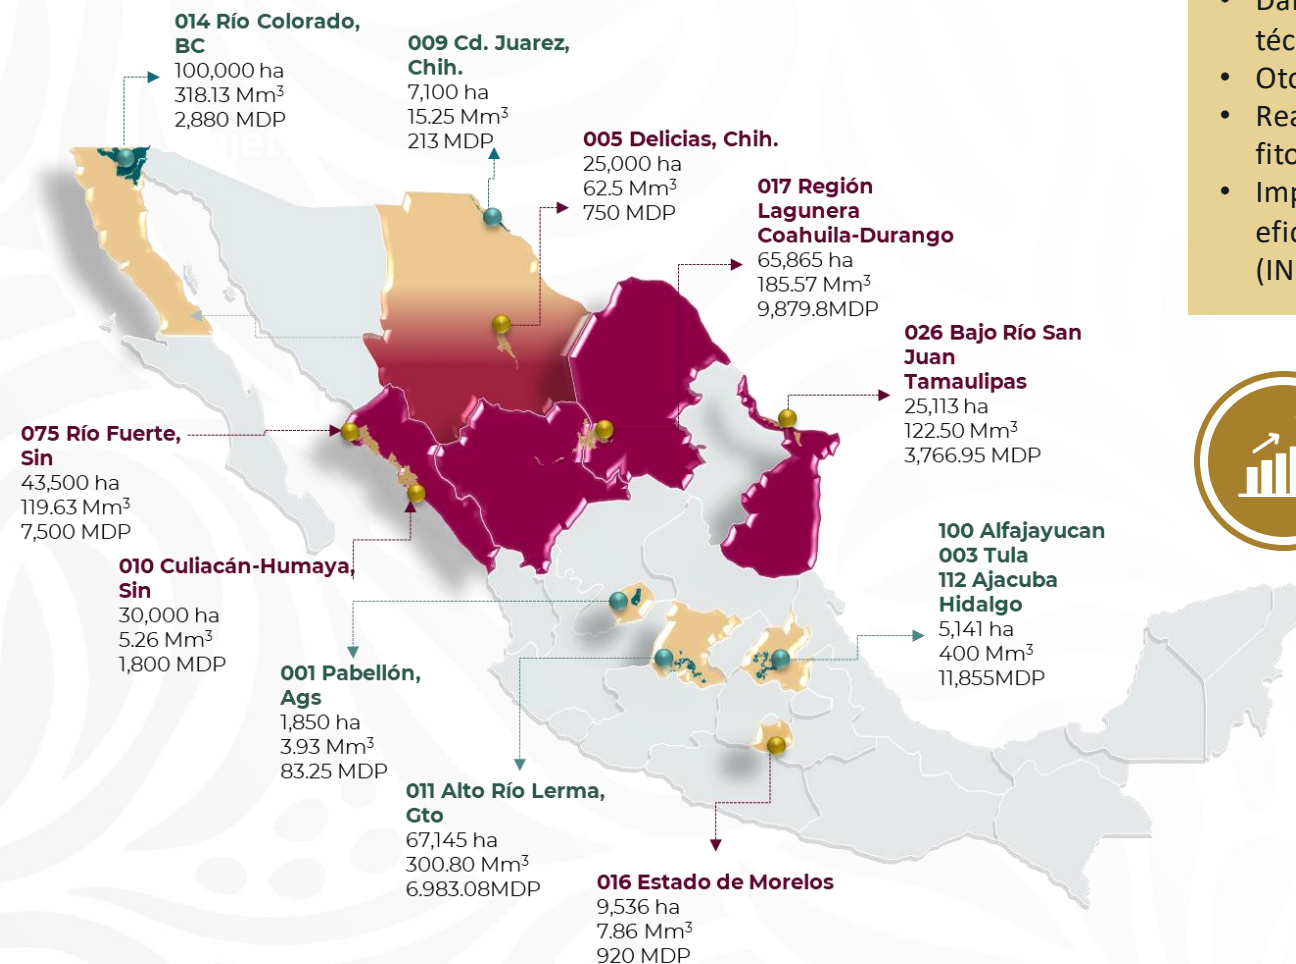 014 Río Colorado,
BC
100,000 ha
318.13 Mm³
2,880 MDP
009 Cd. Juarez,
Chih.
7,100 ha
15.25 Mm³
213 MDP
005 Delicias, Chih.
25,000 ha
62.5 Mm³
750 MDP
017 Región
Lagunera
Coahuila-Durango
65,865 ha
185.57 Mm³
9,879.8MDP
026 Bajo Río San
Juan
Tamaulipas
25,113 ha
122.50 Mm³
3,766.95 MDP
075 Río Fuerte,
Sin
43,500 ha
119.63 Mm³
7,500 MDP
010 Culiacán-Humaya,
Sin
30,000 ha
5.26 Mm³
1,800 MDP
100 Alfajayucan
003 Tula
112 Ajacuba
Hidalgo
5,141 ha
400 Mm³
11,855MDP
001 Pabellón,
Ags
1,850 ha
3.93 Mm³
83.25 MDP
011 Alto Río Lerma,
Gto
67,145 ha
300.80 Mm³
6.983.08MDP
016 Estado de Morelos
9,536 ha
7.86 Mm³
920 MDP
(IN